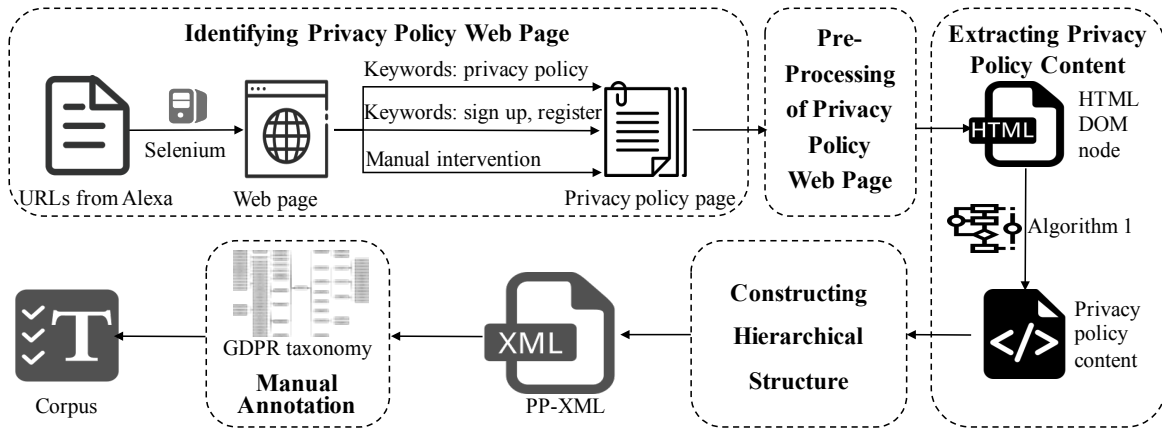 Identifying Privacy Policy Web Page
Keywords: privacy policy
Keywords: sign up, register
Manual intervention
Selenium
URLs from Alexa
Web page
Privacy policy page
Pre-
Processing
of Privacy
Policy
Web Page
Extracting Privacy
Policy Content
HTML
HTML
DOM
node
Algorithm 1
Privacy
policy
content
Constructing
Hierarchical
Structure
XML
PP-XML
GDPR taxonomy
Manual
Annotation
T
Corpus